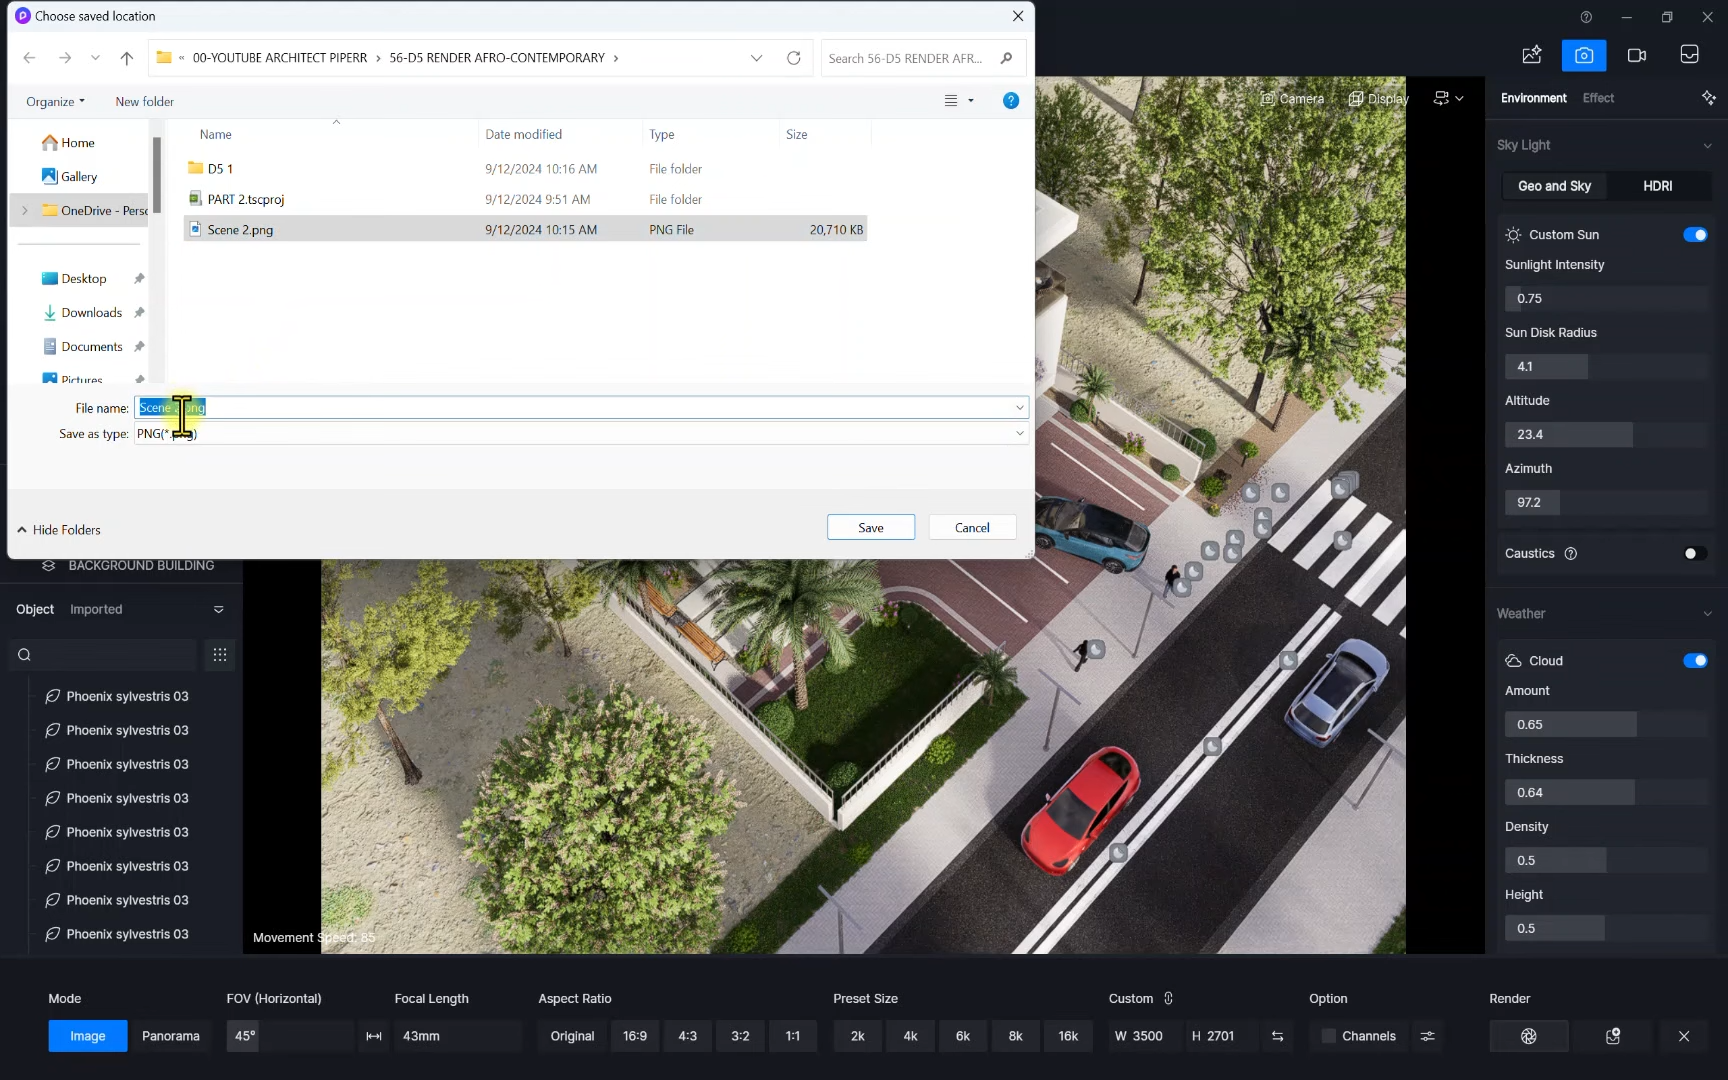 Choose saved location
« 00-YOUTUBE ARCHITECT PIPERR › 56-D5 RENDER AFRO-CONTEMPORARY ›
Search 56-D5 RENDER AFR...
Organize
New folder
Name
Date modified
Type
Size
Home
Gallery
OneDrive - Perso
Desktop
Downloads
Documents
Pictures
D5 1
9/12/2024 10:16 AM
File folder
PART 2.tscproj
9/12/2024 9:51 AM
File folder
Scene 2.png
9/12/2024 10:15 AM
PNG File
20,710 KB
File name:
Save as type:
Hide Folders
Save
Cancel
BACKGROUND BUILDING
Object
Imported
Phoenix sylvestris 03
Phoenix sylvestris 03
Phoenix sylvestris 03
Phoenix sylvestris 03
Phoenix sylvestris 03
Phoenix sylvestris 03
Phoenix sylvestris 03
Phoenix sylvestris 03
Movement Speed: 85
Camera
Display
Environment
Effect
Sky Light
Geo and Sky
HDRI
Custom Sun
Sunlight Intensity
0.75
Sun Disk Radius
4.1
Altitude
23.4
Azimuth
97.2
Caustics
Weather
Cloud
Amount
0.65
Thickness
0.64
Density
0.5
Height
0.5
Mode
FOV (Horizontal)
Focal Length
Aspect Ratio
Preset Size
Custom
Option
Render
Image
Panorama
45°
43mm
Original
16:9
4:3
3:2
1:1
2k
4k
6k
8k
16k
W 3500
H 2701
Channels